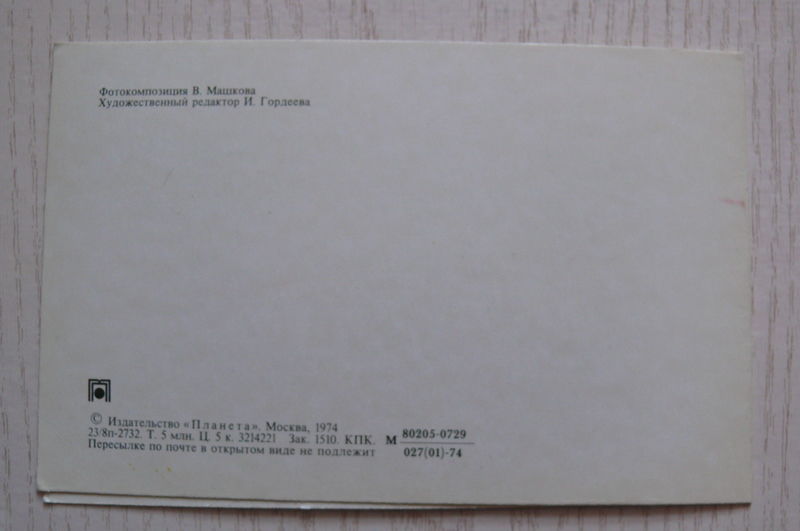 Фотокомпозиция В. Машкова
Художественный редактор И. Гордеева
© Издательство «Планета». Москва, 1974
23/8п-2732. Т. 5 млн. Ц. 5 к. 3214221 Зак. 1510. КПК. М 80205-0729
027(01)-74
Пересылке по почте в открытом виде не подлежит